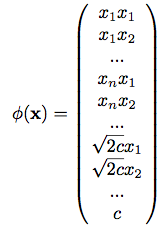 x₁x₁
x₁x₂
...
xₙx₁
ϕ(x) = xₙx₂
...
√2cx₁
√2cx₂
...
c